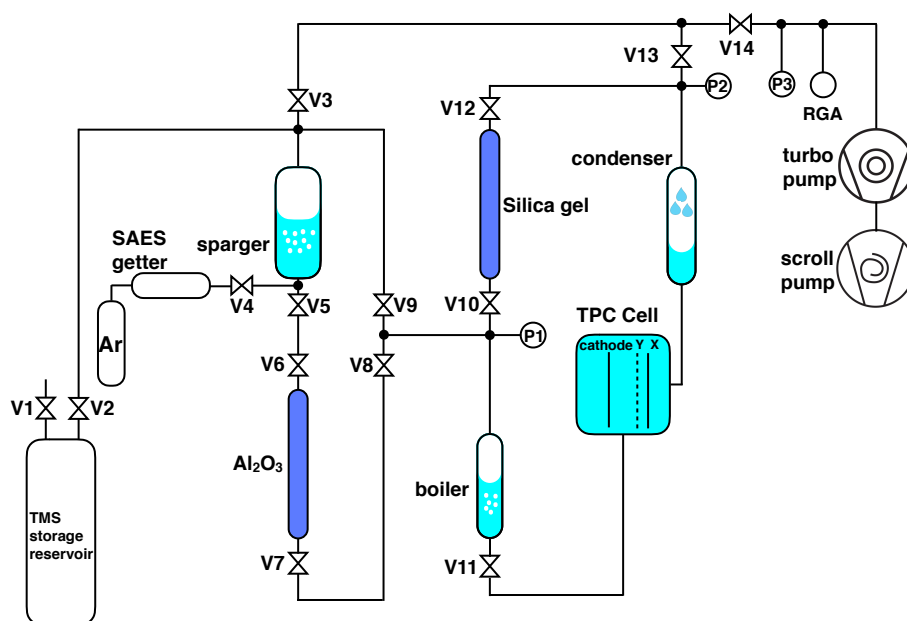 V13
V14
P2
P3
RGA
V3
V12
condenser
turbo
pump
Silica gel
sparger
SAES
getter
scroll
pump
V4
V5
V9
V10
TPC Cell
P1
Ar
cathode Y X
V6
V8
V1
V2
Al₂O₃
boiler
TMS
storage
reservoir
V7
V11